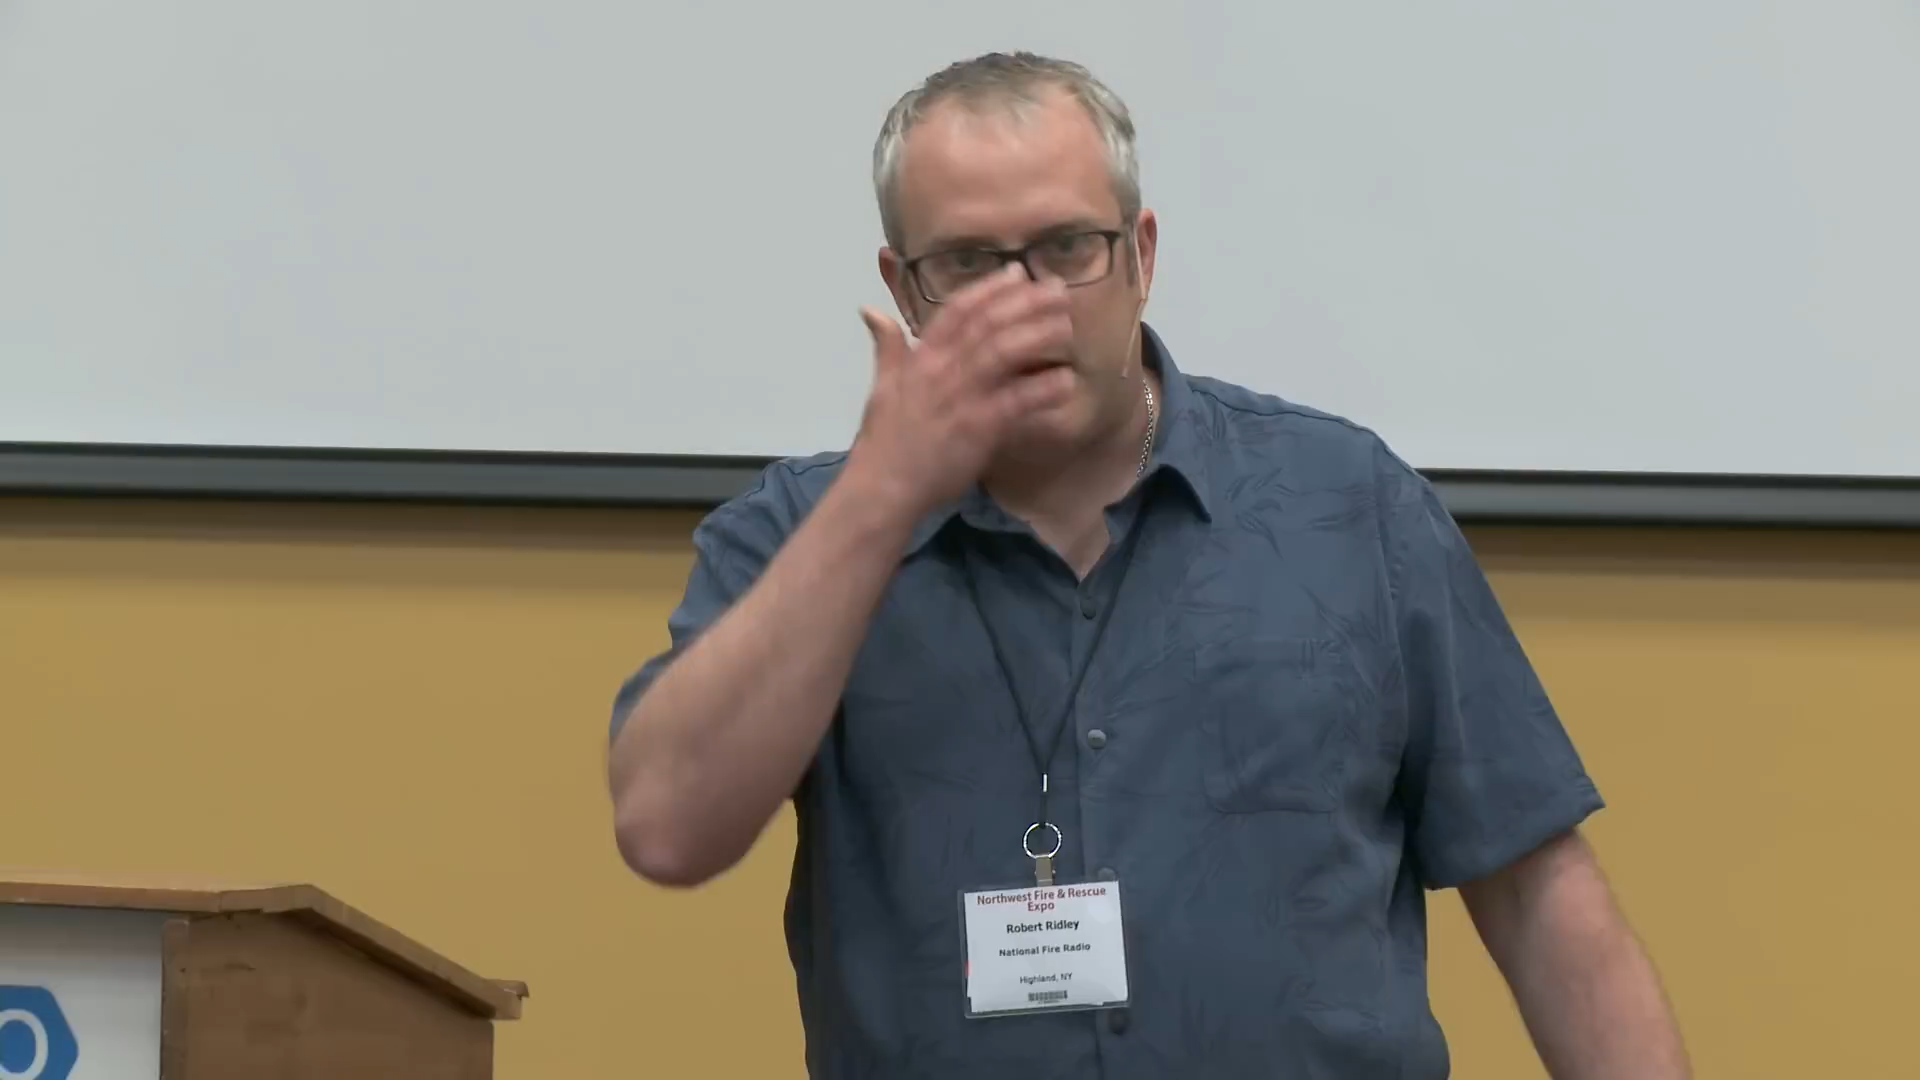 Northwest Fire & Rescue
Expo
Robert Ridley
National Fire Radio
Highland, NY